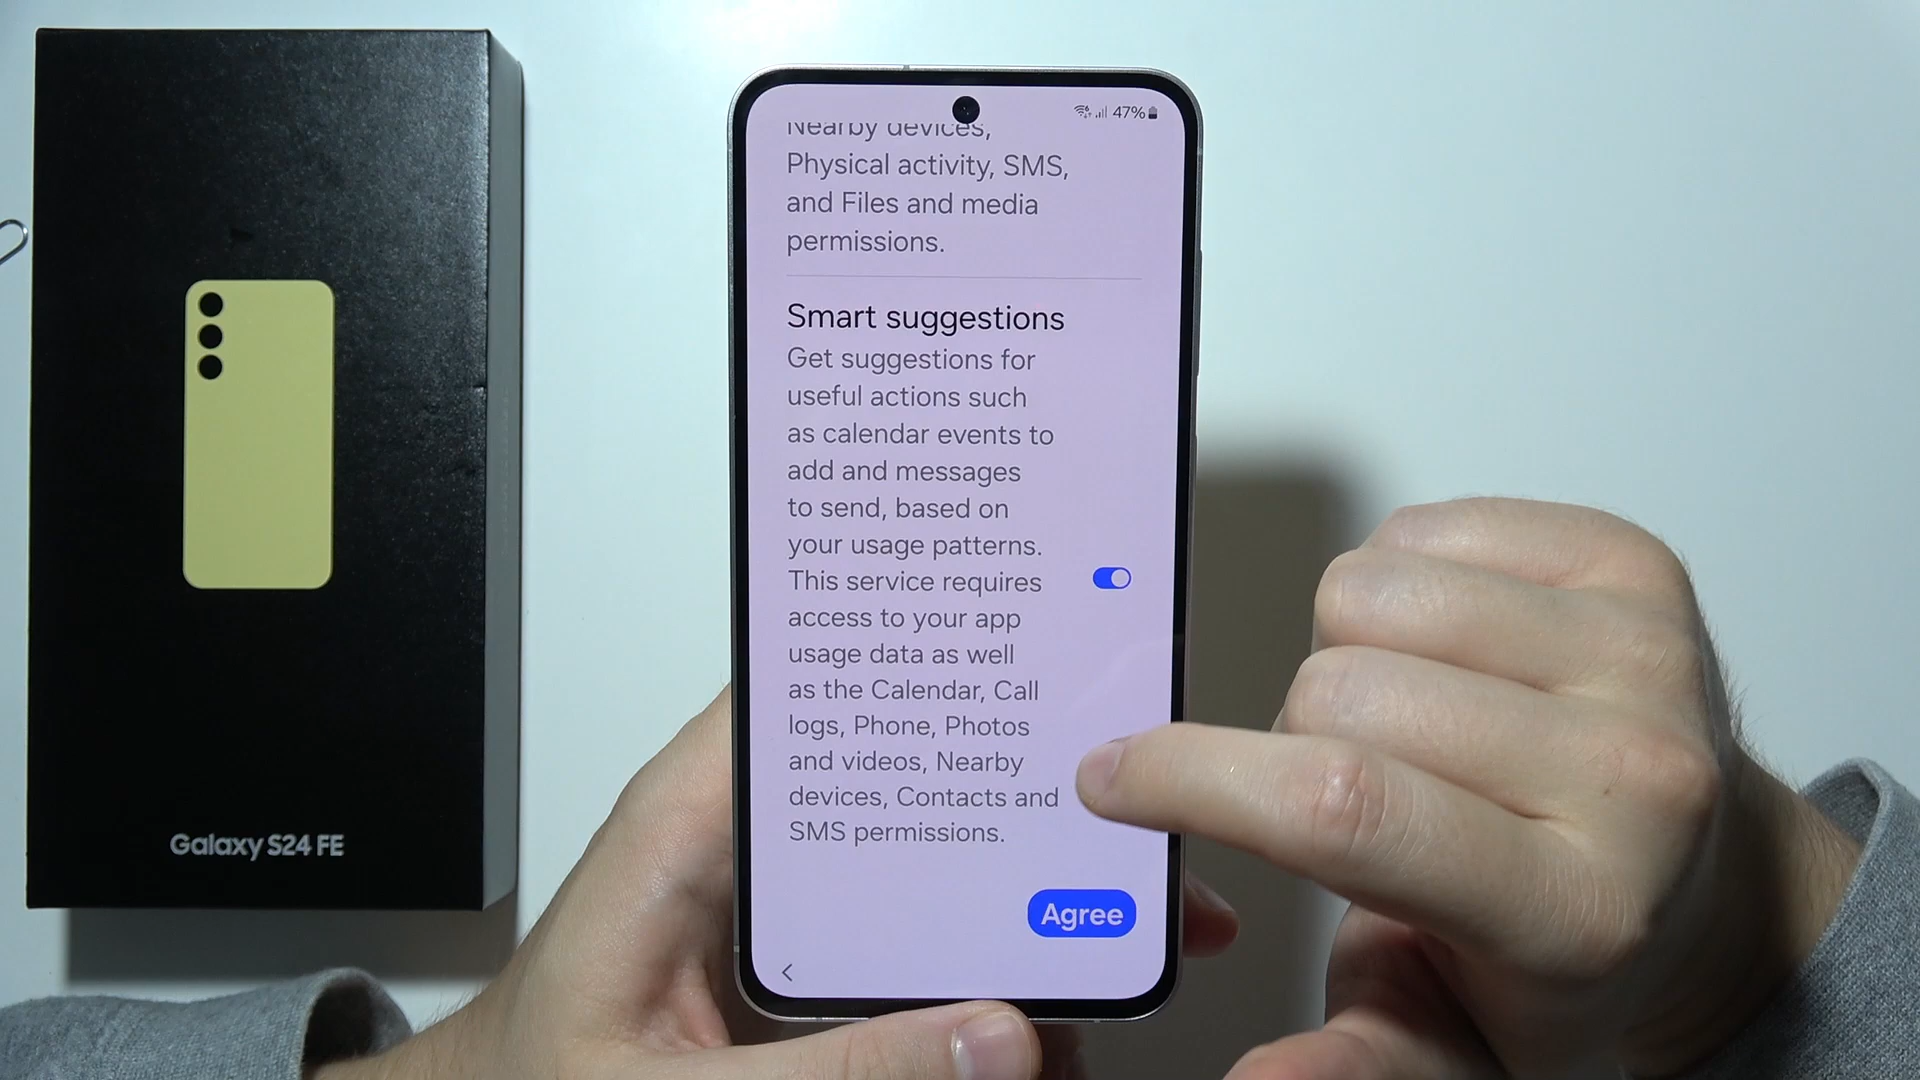 47%
Nearby devices,
Physical activity, SMS,
and Files and media
permissions.
Smart suggestions
Get suggestions for
useful actions such
as calendar events to
add and messages
to send, based on
your usage patterns.
This service requires
access to your app
usage data as well
as the Calendar, Call
logs, Phone, Photos
and videos, Nearby
devices, Contacts and
SMS permissions.
Agree
Galaxy S24 FE